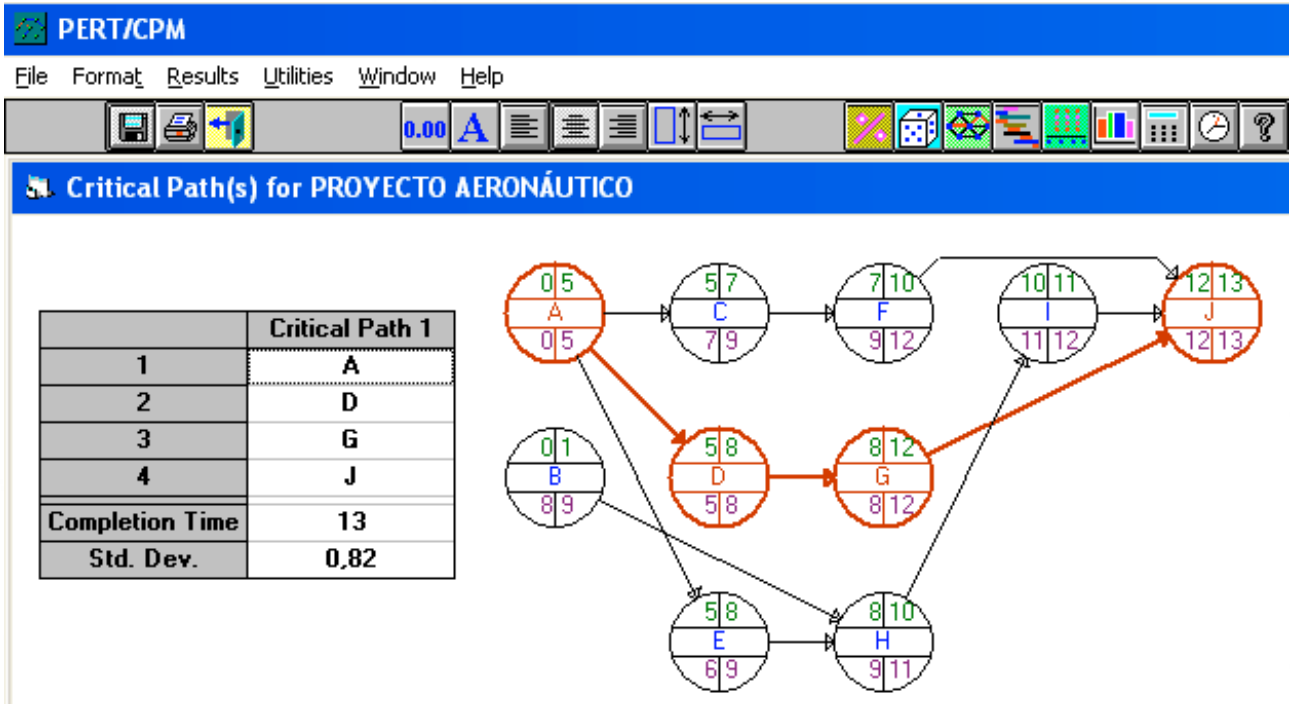 PERT/CPM
File Format Results Utilities Window Help
0.00 A % ?
Critical Path(s) for PROYECTO AERONÁUTICO
Critical Path 1
1 A
2 D
3 G
4 J
Completion Time 13
Std. Dev. 0,82
0 5 5 7 7 10 10 11 12 13
A C F I J
0 5 7 9 9 12 11 12 12 13
0 1 5 8 8 12
B D G
8 9 5 8 8 12
5 8 8 10
E H
6 9 9 11